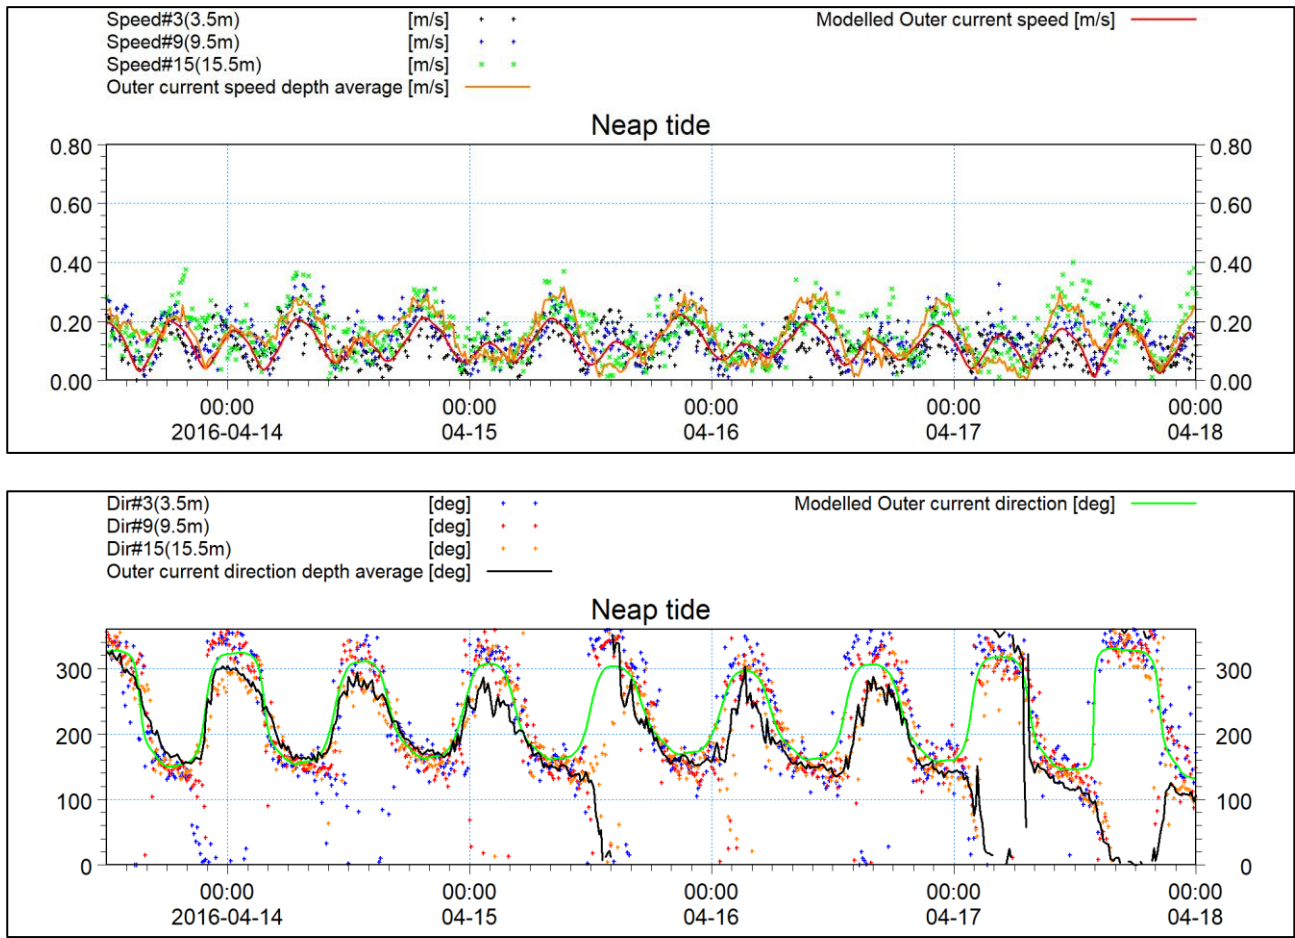 Speed#3(3.5m) [m/s] Modelled Outer current speed [m/s]
Speed#9(9.5m) [m/s]
Speed#15(15.5m) [m/s]
Outer current speed depth average [m/s]
Neap tide
0.80 0.80
0.60 0.60
0.40 0.40
0.20 0.20
0.00 0.00
00:00 00:00 00:00 00:00 00:00
2016-04-14 04-15 04-16 04-17 04-18
Dir#3(3.5m) [deg] Modelled Outer current direction [deg]
Dir#9(9.5m) [deg]
Dir#15(15.5m) [deg]
Outer current direction depth average [deg]
Neap tide
300 300
200 200
100 100
0 0
00:00 00:00 00:00 00:00 00:00
2016-04-14 04-15 04-16 04-17 04-18